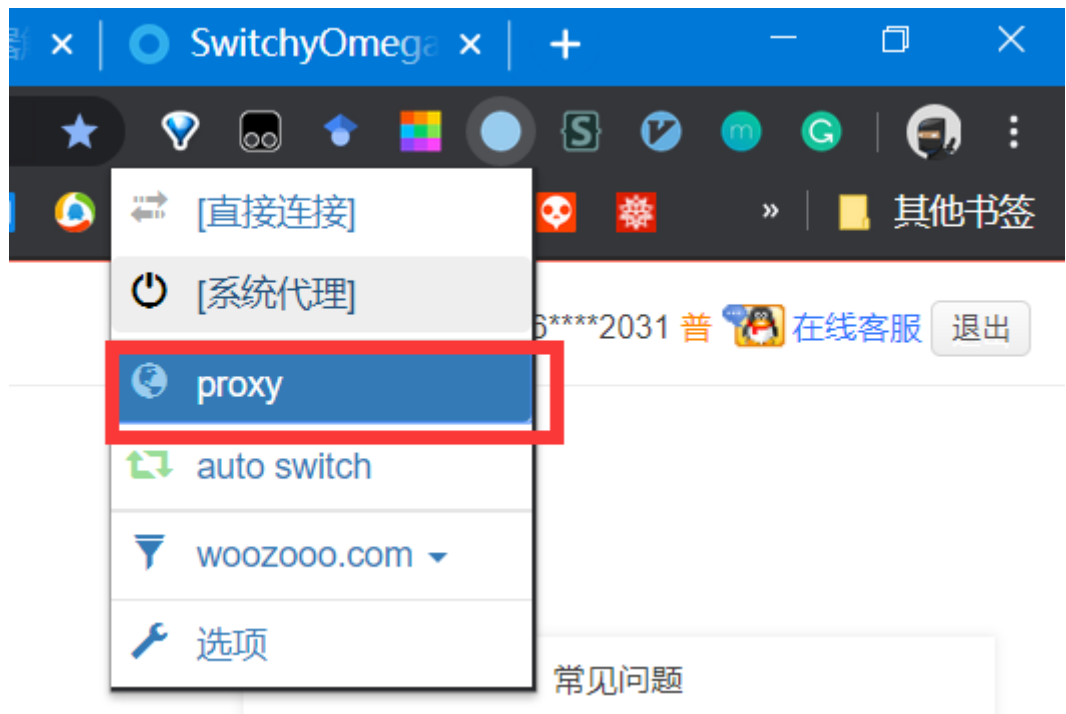 SwitchyOmega
[直接连接]
其他书签
[系统代理]
6****2031 普 在线客服 退出
proxy
auto switch
woozooo.com
选项
常见问题